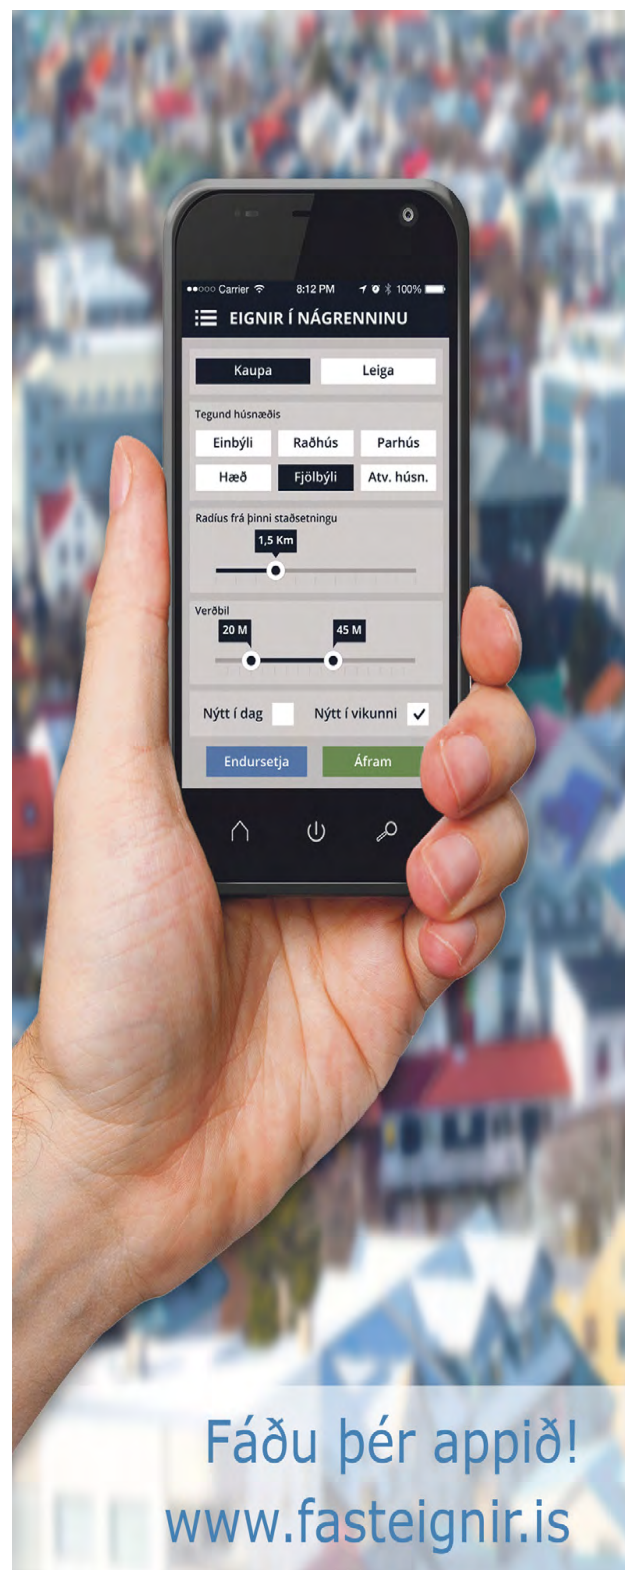 Carrier 8:12 PM 100%
EIGNIR Í NÁGRENNINU
Kaupa Leiga
Tegund húsnæðis
Einbýli Raðhús Parhús
Hæð Fjölbýli Atv. húsn.
Radíus frá þinni staðsetningu
1,5 Km
Verðbil
20 M 45 M
Nýtt í dag Nýtt í vikunni
Endursetja Áfram
Fáðu þér appið!
www.fasteignir.is